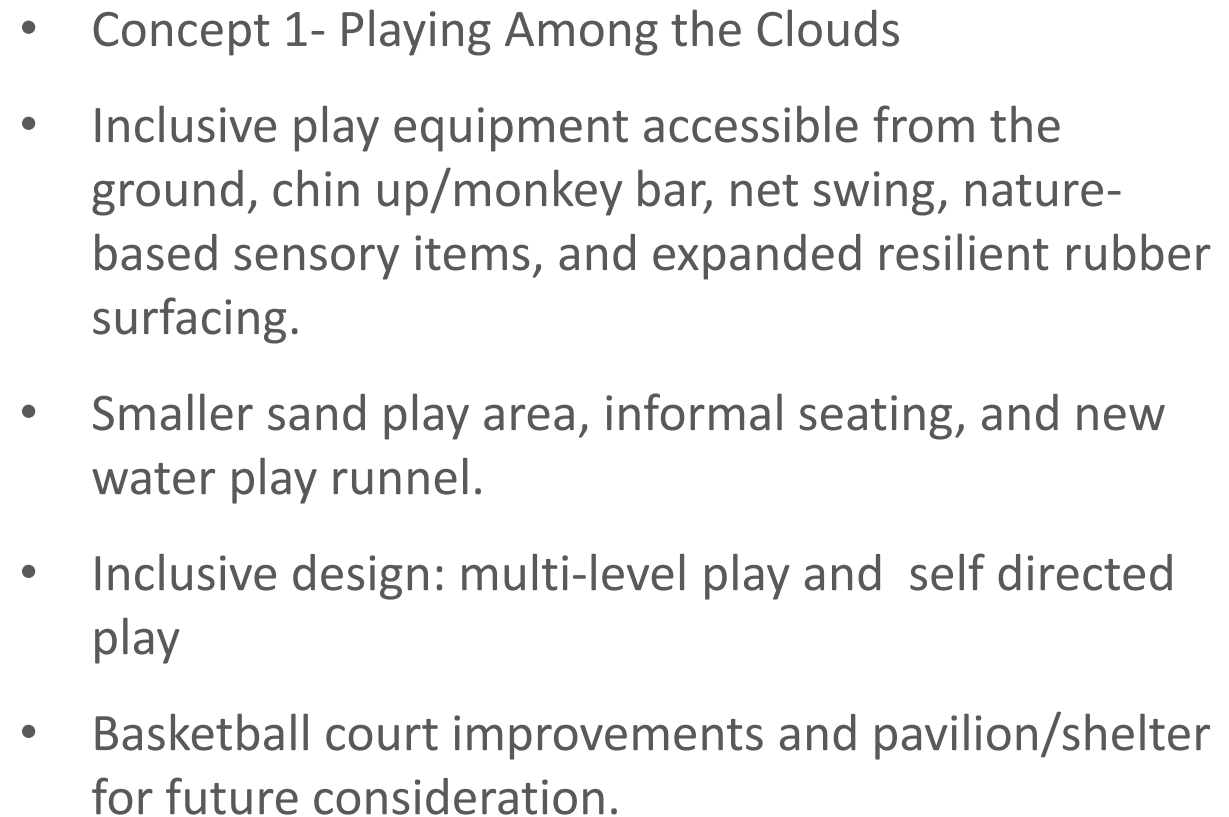 • Concept 1- Playing Among the Clouds
• Inclusive play equipment accessible from the
ground, chin up/monkey bar, net swing, nature-
based sensory items, and expanded resilient rubber
surfacing.
• Smaller sand play area, informal seating, and new
water play runnel.
• Inclusive design: multi-level play and  self directed
play
• Basketball court improvements and pavilion/shelter
for future consideration.